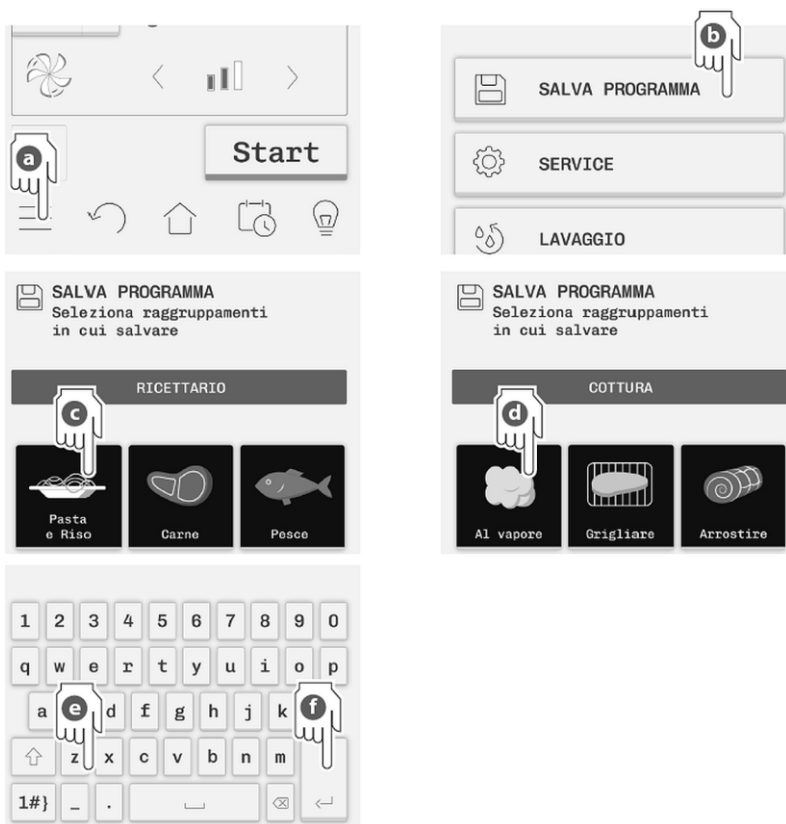 a
Start
b
SALVA PROGRAMMA
SERVICE
LAVAGGIO
SALVA PROGRAMMA
Seleziona raggruppamenti
in cui salvare
RICETTARIO
c
Pasta
e Riso
Carne
Pesce
SALVA PROGRAMMA
Seleziona raggruppamenti
in cui salvare
COTTURA
d
Al vapore
Grigliare
Arrostire
1 2 3 4 5 6 7 8 9 0
q w e r t y u i o p
a e d f g h j k f
z x c v b n m
1#} _ .